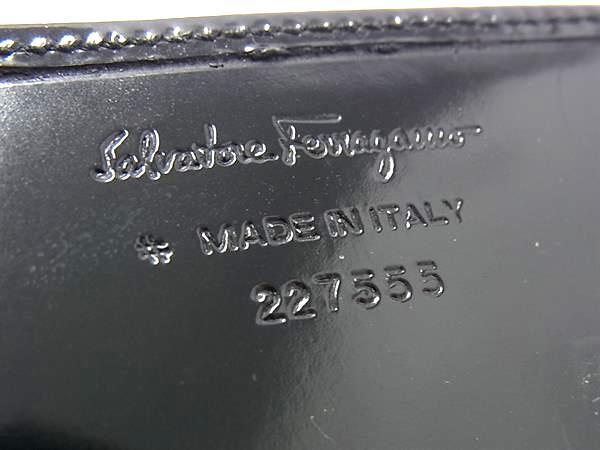 Salvatore Ferragamo
* MADE IN ITALY
227555